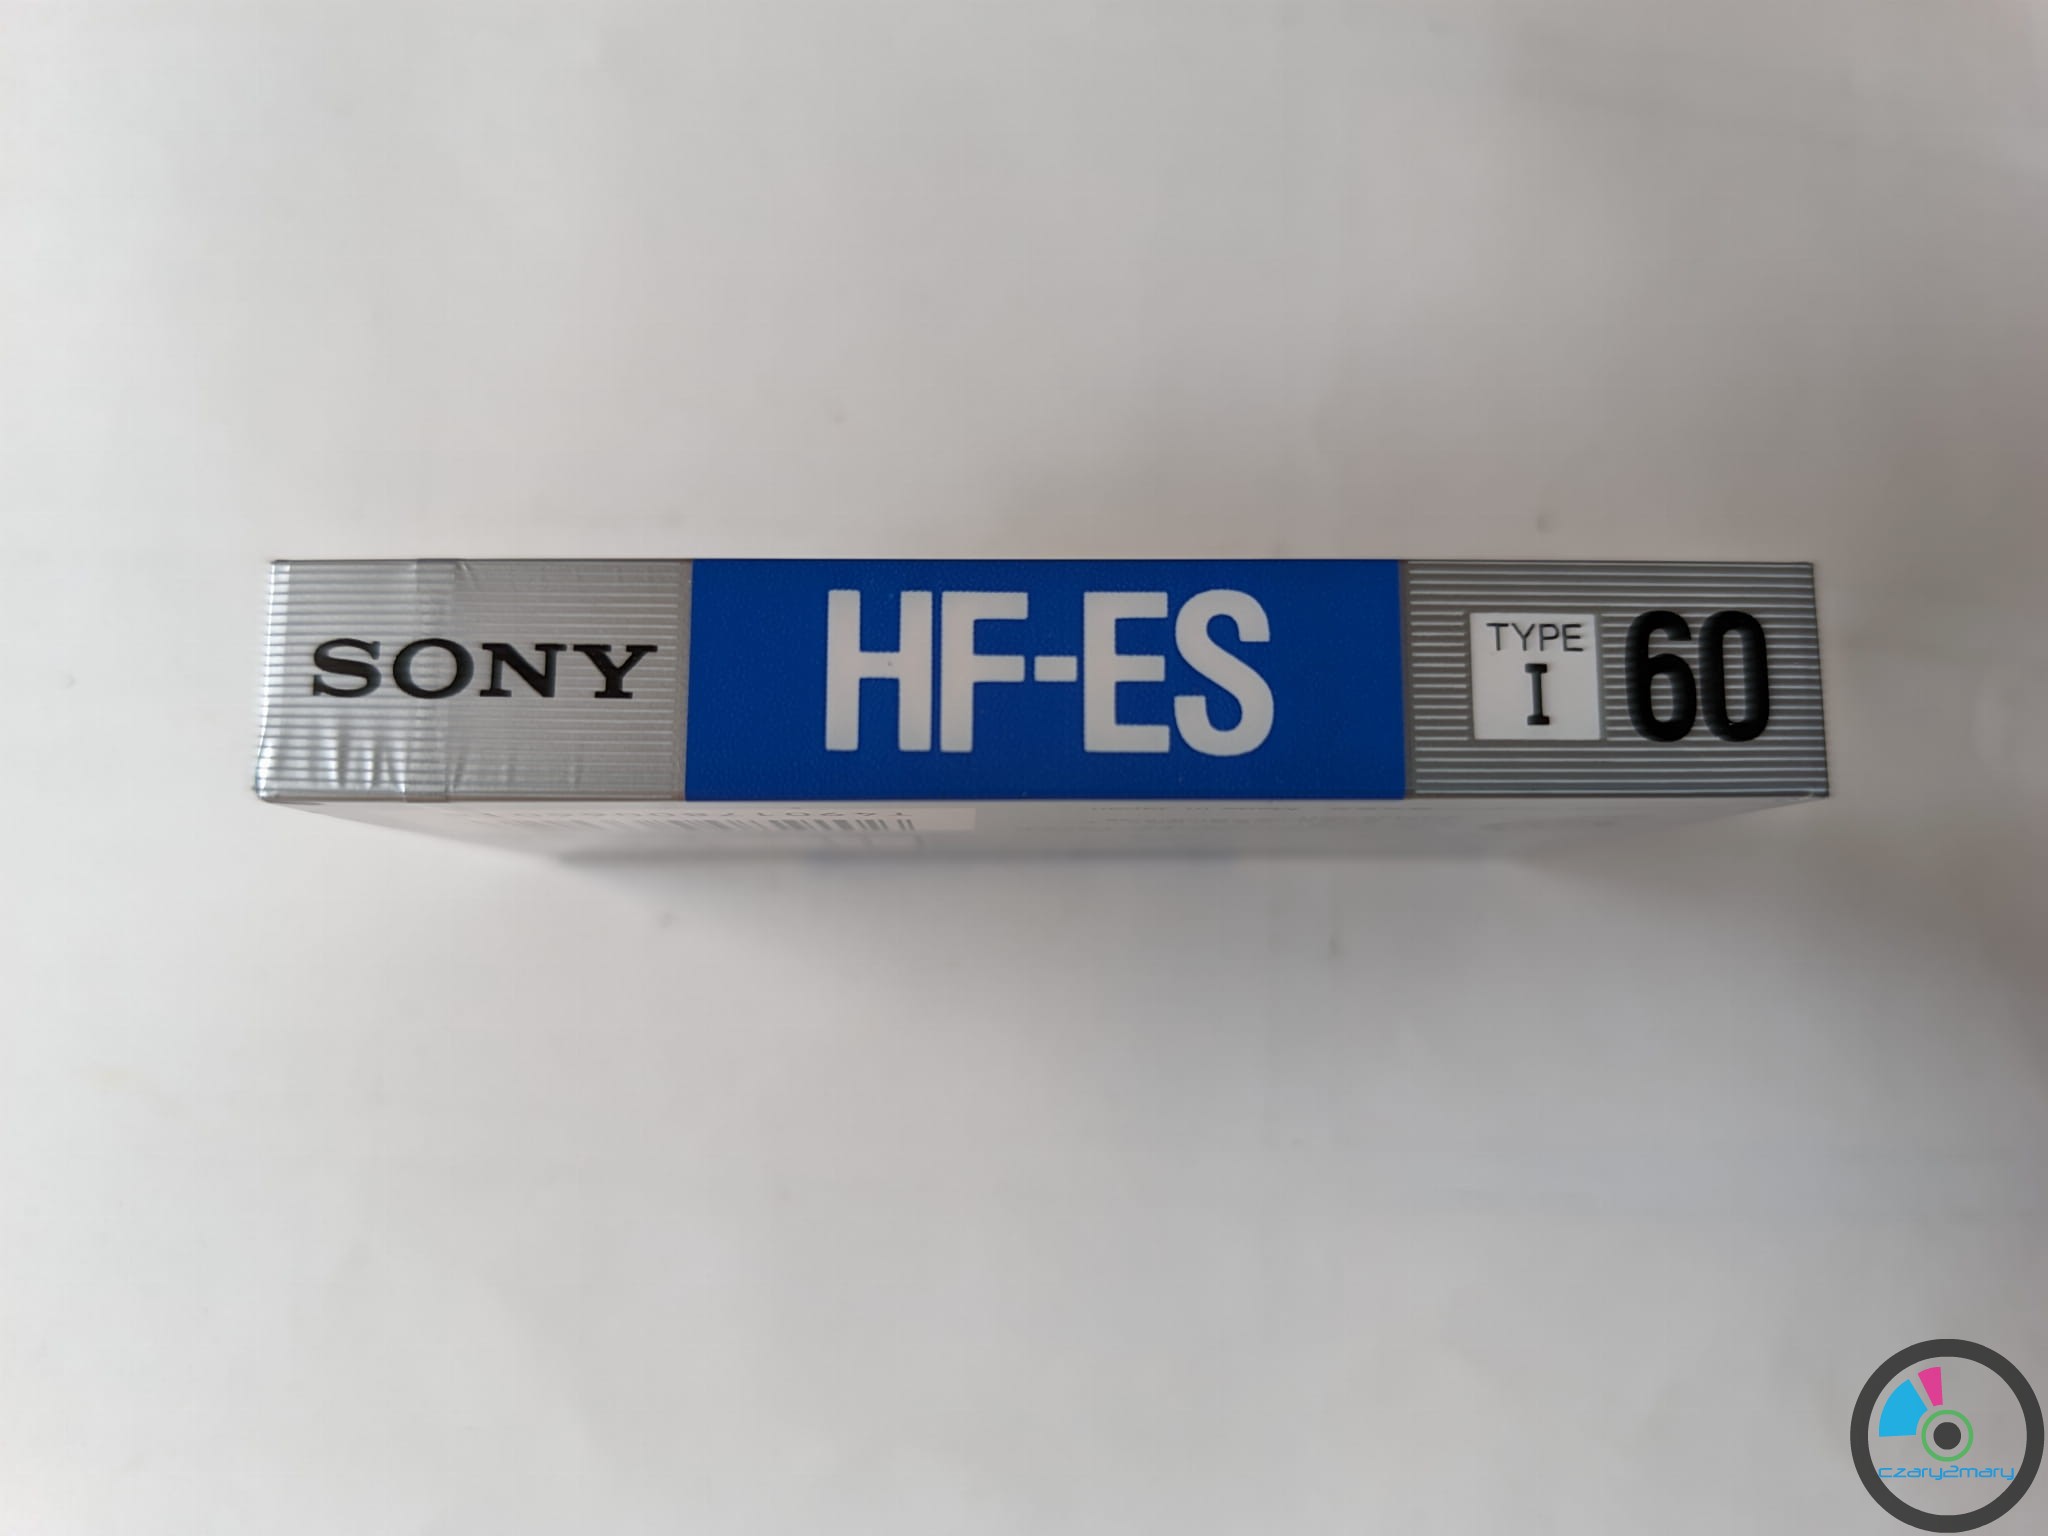 SONY
HF-ES
TYPE
I
60
czary2mary